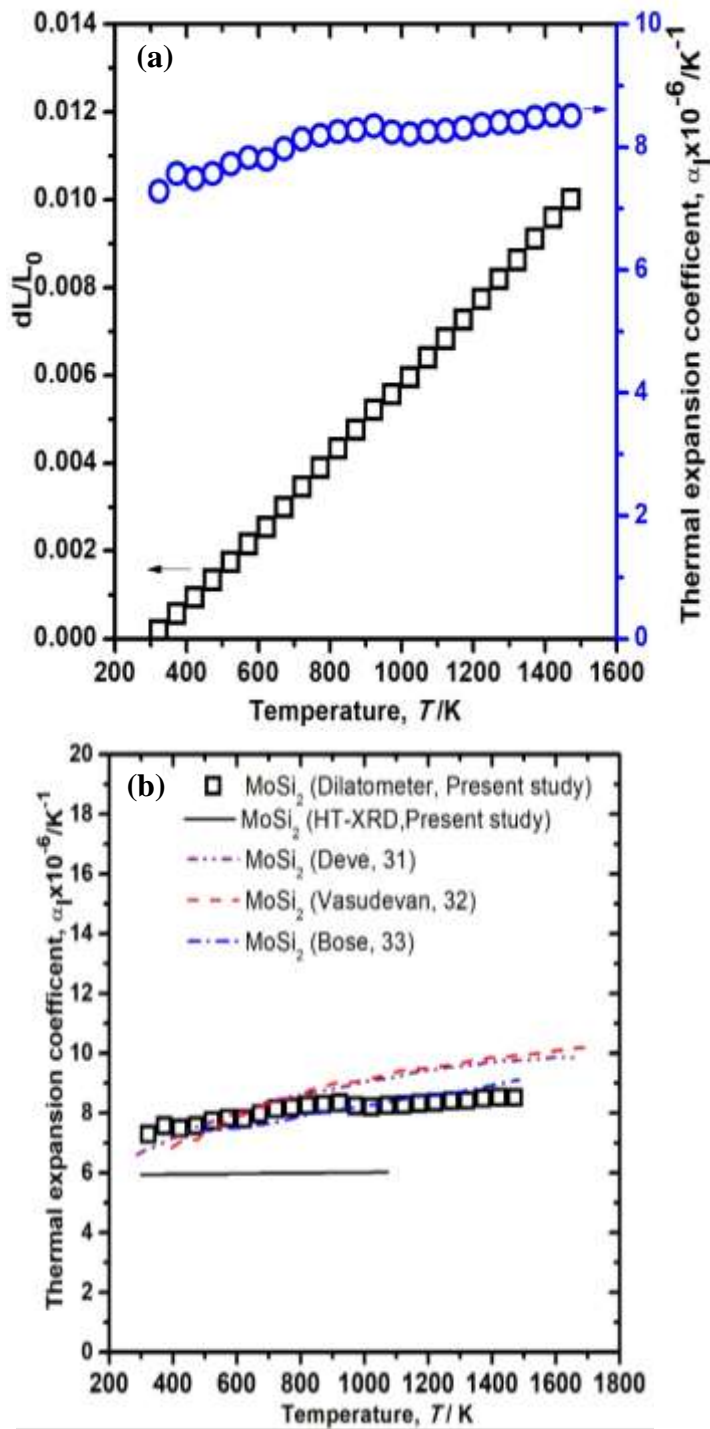 (a)
0.014
0.012
0.010
0.008
0.006
0.004
0.002
0.000
dL/L₀
10
8
6
4
2
0
Thermal expansion coefficent, αₗx10⁻⁶/K⁻¹
200 400 600 800 1000 1200 1400 1600
Temperature, T/K
(b)
MoSi₂ (Dilatometer, Present study)
MoSi₂ (HT-XRD,Present study)
MoSi₂ (Deve, 31)
MoSi₂ (Vasudevan, 32)
MoSi₂ (Bose, 33)
20
18
16
14
12
10
8
6
4
2
0
Thermal expansion coefficent, αₗx10⁻⁶/K⁻¹
200 400 600 800 1000 1200 1400 1600 1800
Temperature, T/ K